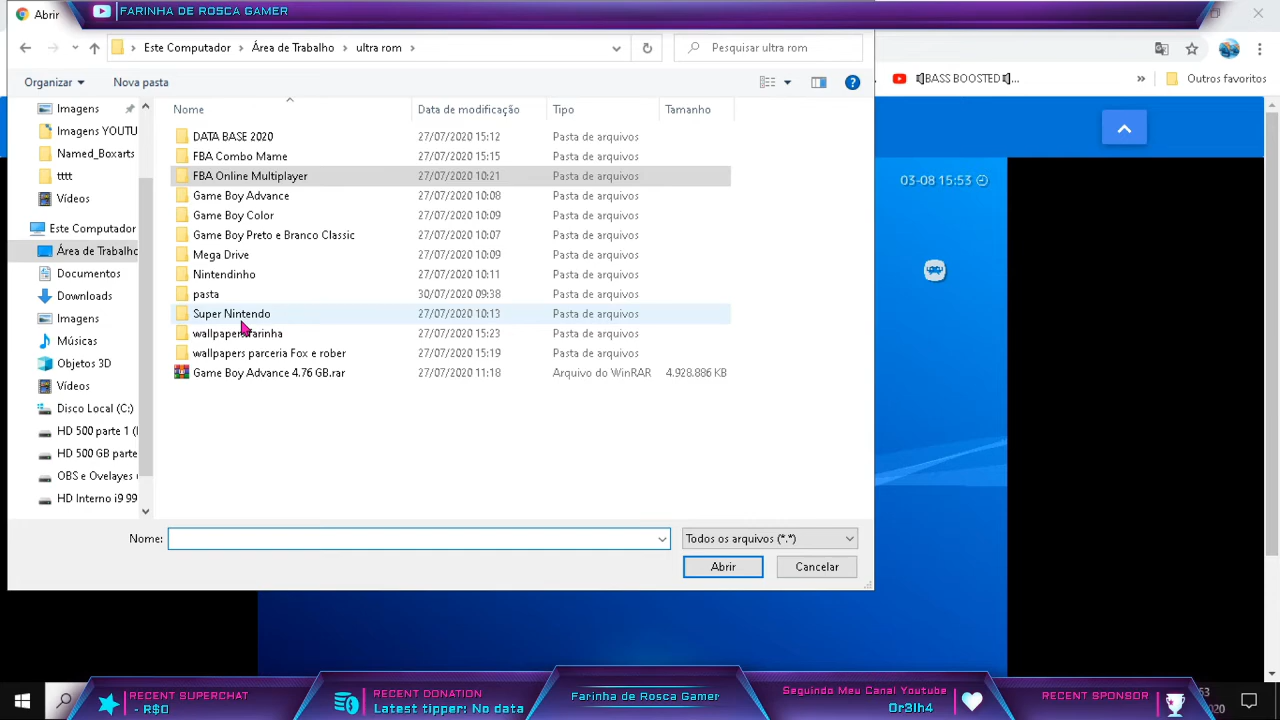 Abrir
FARINHA DE ROSCA GAMER
Este Computador > Área de Trabalho > ultra rom >
Pesquisar ultra rom
Organizar
Nova pasta
BASS BOOSTED ...
»
Outros favoritos
Imagens
Imagens YOUTU
Named_Boxarts
tttt
Vídeos
Este Computador
Área de Trabalho
Documentos
Downloads
Imagens
Músicas
Objetos 3D
Vídeos
Disco Local (C:)
HD 500 parte 1 (
HD 500 GB parte
OBS e Ovelayes
HD Interno i9 99
Nome Data de modificação Tipo Tamanho
DATA BASE 2020 27/07/2020 15:12 Pasta de arquivos
FBA Combo Mame 27/07/2020 15:15 Pasta de arquivos
FBA Online Multiplayer 27/07/2020 10:21 Pasta de arquivos
Game Boy Advance 27/07/2020 10:08 Pasta de arquivos
Game Boy Color 27/07/2020 10:09 Pasta de arquivos
Game Boy Preto e Branco Classic 27/07/2020 10:07 Pasta de arquivos
Mega Drive 27/07/2020 10:09 Pasta de arquivos
Nintendinho 27/07/2020 10:11 Pasta de arquivos
pasta 30/07/2020 09:38 Pasta de arquivos
Super Nintendo 27/07/2020 10:13 Pasta de arquivos
wallpapers farinha 27/07/2020 15:23 Pasta de arquivos
wallpapers parceria Fox e rober 27/07/2020 15:19 Pasta de arquivos
Game Boy Advance 4.76 GB.rar 27/07/2020 11:18 Arquivo do WinRAR 4.928.886 KB
03-08 15:53
Nome:
Todos os arquivos (*.*)
Abrir
Cancelar
RECENT SUPERCHAT
- R$0
RECENT DONATION
Latest tipper: No data
Farinha de Rosca Gamer
Seguindo Meu Canal Youtube
0r3lh4
RECENT SPONSOR